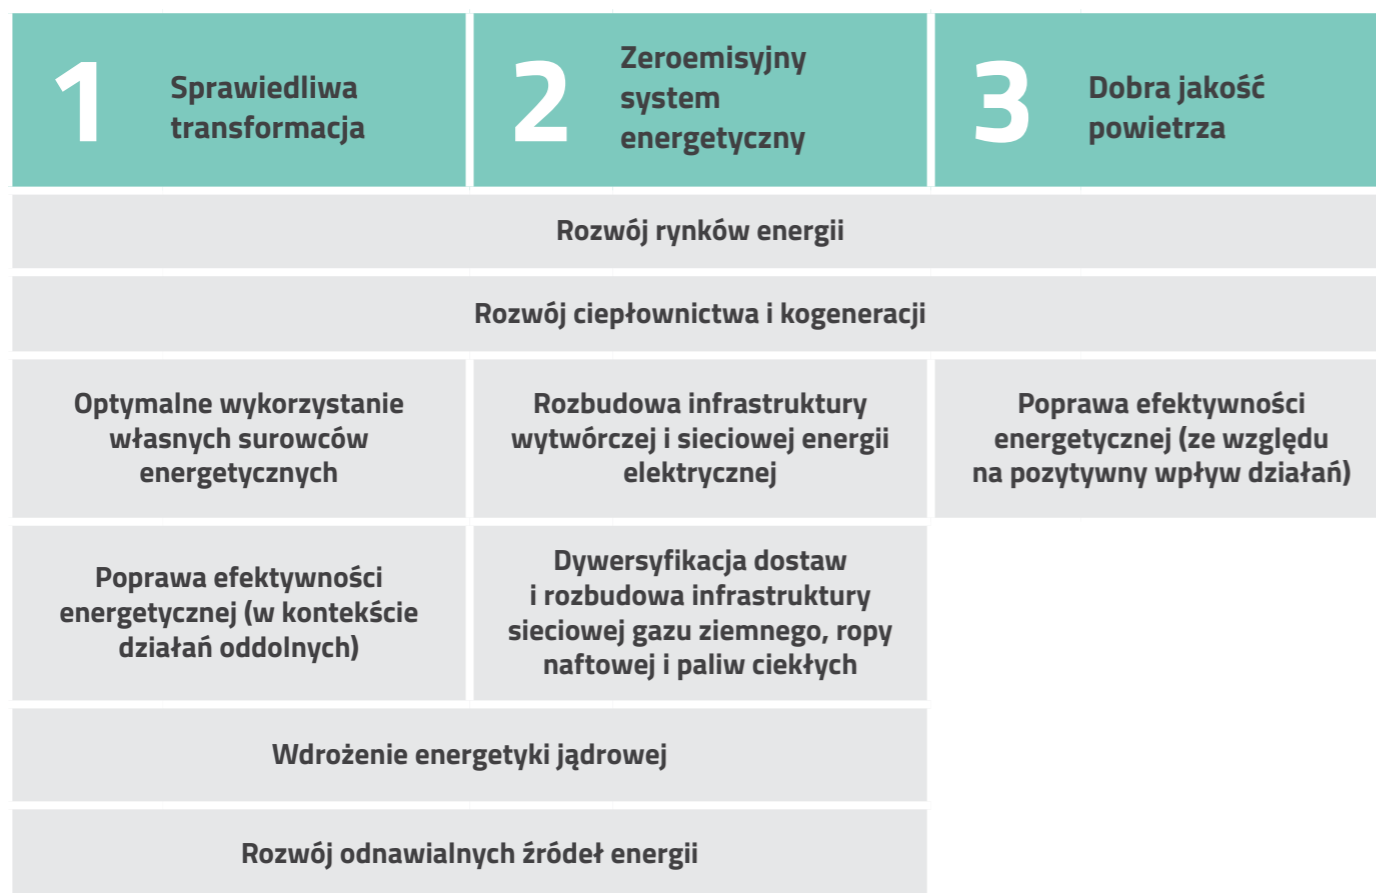 1
Sprawiedliwa
transformacja
2
Zeroemisyjny
system
energetyczny
3
Dobra jakość
powietrza
Rozwój rynków energii
Rozwój ciepłownictwa i kogeneracji
Optymalne wykorzystanie
własnych surowców
energetycznych
Rozbudowa infrastruktury
wytwórczej i sieciowej energii
elektrycznej
Poprawa efektywności
energetycznej (ze względu
na pozytywny wpływ działań)
Poprawa efektywności
energetycznej (w kontekście
działań oddolnych)
Dywersyfikacja dostaw
i rozbudowa infrastruktury
sieciowej gazu ziemnego, ropy
naftowej i paliw ciekłych
Wdrożenie energetyki jądrowej
Rozwój odnawialnych źródeł energii